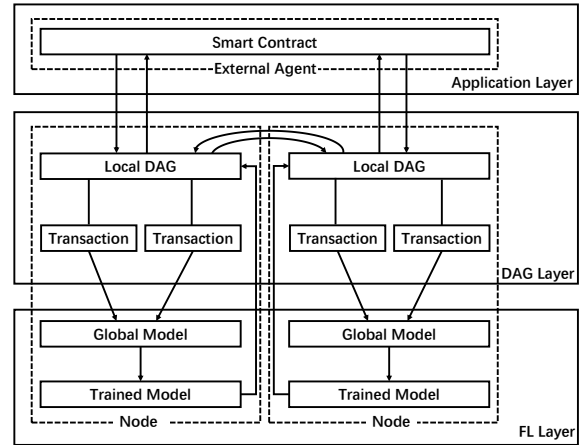 Smart Contract
External Agent
Application Layer
Local DAG
Local DAG
Transaction
Transaction
Transaction
Transaction
DAG Layer
Global Model
Global Model
Trained Model
Trained Model
Node
Node
FL Layer